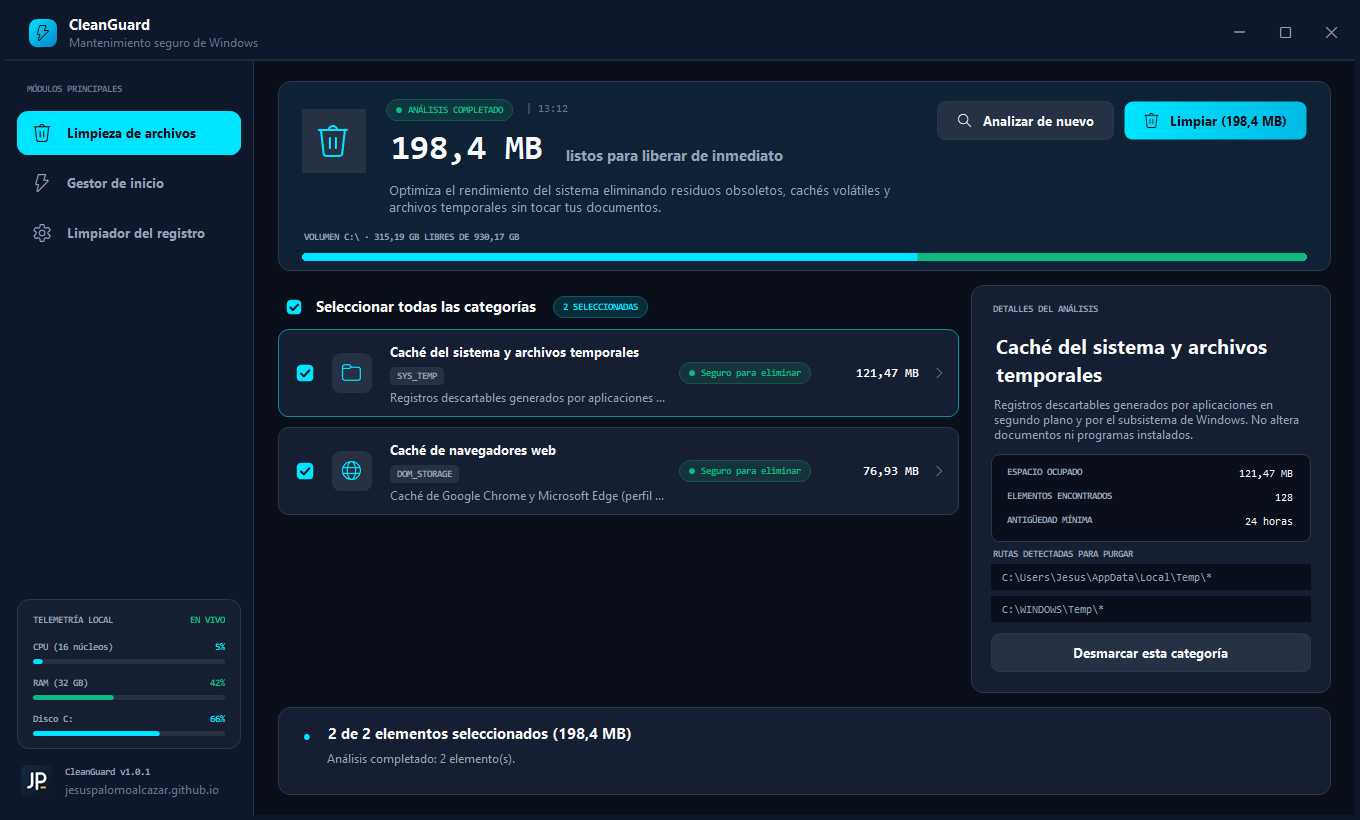 CleanGuard
Mantenimiento seguro de Windows
MÓDULOS PRINCIPALES
Limpieza de archivos
Gestor de inicio
Limpiador del registro
TELEMETRÍA LOCAL EN VIVO
CPU (16 núcleos) 5%
RAM (32 GB) 42%
Disco C: 66%
JP
CleanGuard v1.0.1
jesuspalomoalcazar.github.io
ANÁLISIS COMPLETADO | 13:12
198,4 MB listos para liberar de inmediato
Optimiza el rendimiento del sistema eliminando residuos obsoletos, cachés volátiles y
archivos temporales sin tocar tus documentos.
Analizar de nuevo
Limpiar (198,4 MB)
VOLUMEN C:\ · 315,19 GB LIBRES DE 930,17 GB
Seleccionar todas las categorías 2 SELECCIONADAS
Caché del sistema y archivos temporales
SYS_TEMP
Registros descartables generados por aplicaciones ...
Seguro para eliminar
121,47 MB
Caché de navegadores web
DOM_STORAGE
Caché de Google Chrome y Microsoft Edge (perfil ...
Seguro para eliminar
76,93 MB
DETALLES DEL ANÁLISIS
Caché del sistema y archivos
temporales
Registros descartables generados por aplicaciones en
segundo plano y por el subsistema de Windows. No altera
documentos ni programas instalados.
ESPACIO OCUPADO 121,47 MB
ELEMENTOS ENCONTRADOS 128
ANTIGÜEDAD MÍNIMA 24 horas
RUTAS DETECTADAS PARA PURGAR
C:\Users\Jesus\AppData\Local\Temp\*
C:\WINDOWS\Temp\*
Desmarcar esta categoría
2 de 2 elementos seleccionados (198,4 MB)
Análisis completado: 2 elemento(s).